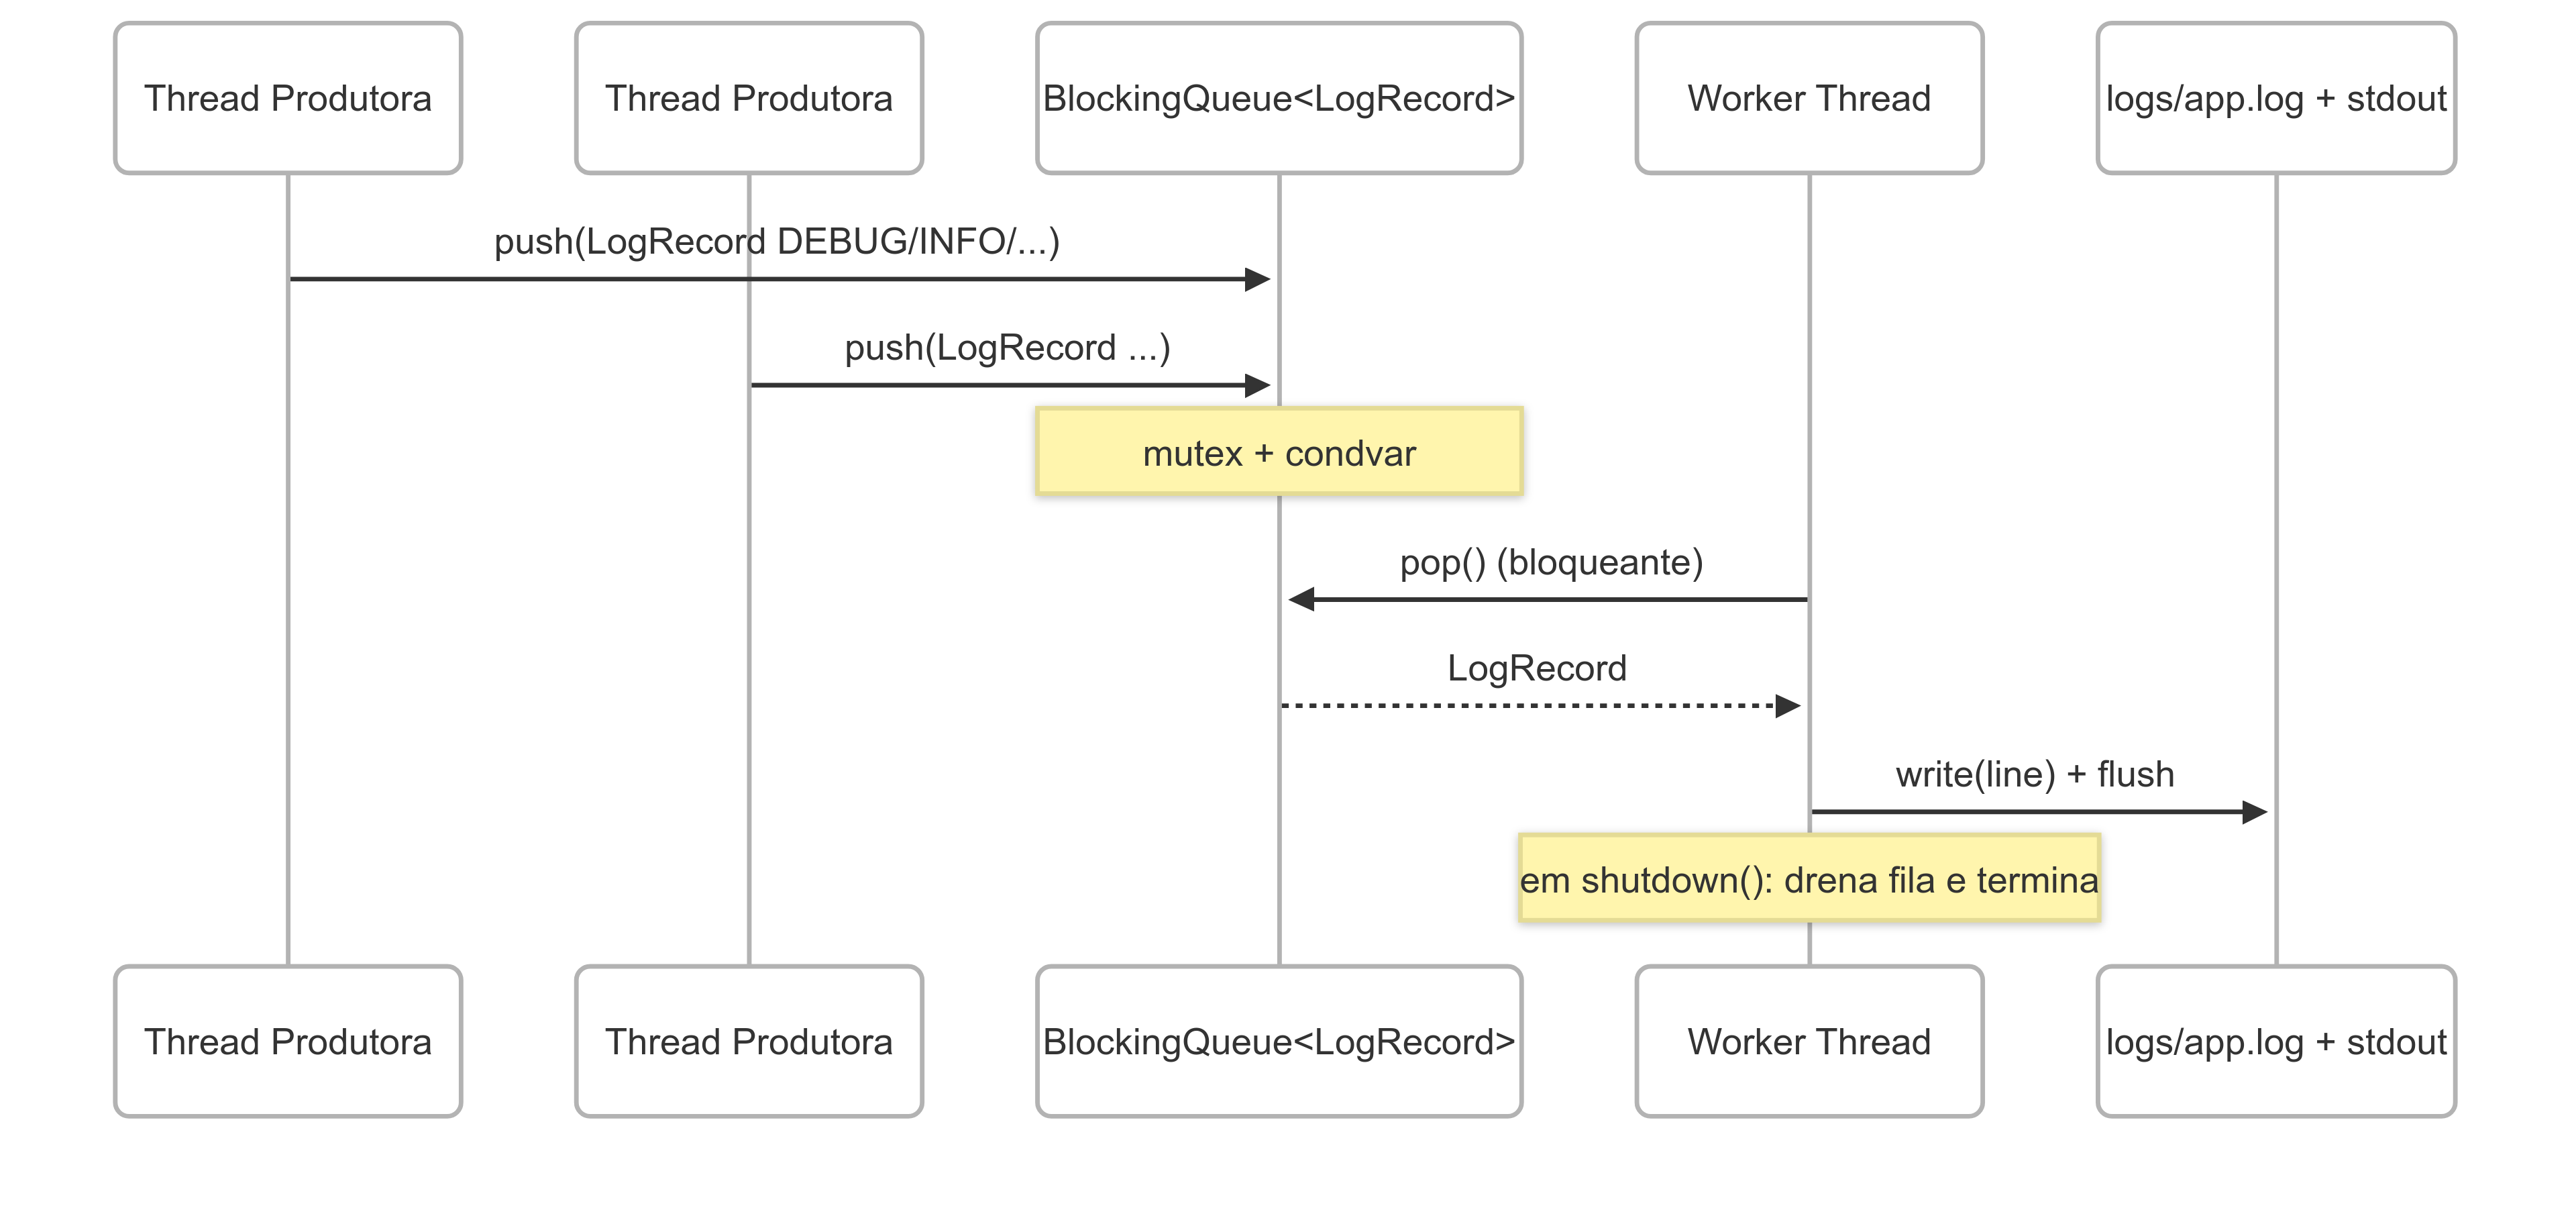 Thread Produtora
Thread Produtora
BlockingQueue<LogRecord>
Worker Thread
logs/app.log + stdout
push(LogRecord DEBUG/INFO/...)
push(LogRecord ...)
mutex + condvar
pop() (bloqueante)
LogRecord
write(line) + flush
em shutdown(): drena fila e termina
Thread Produtora
Thread Produtora
BlockingQueue<LogRecord>
Worker Thread
logs/app.log + stdout